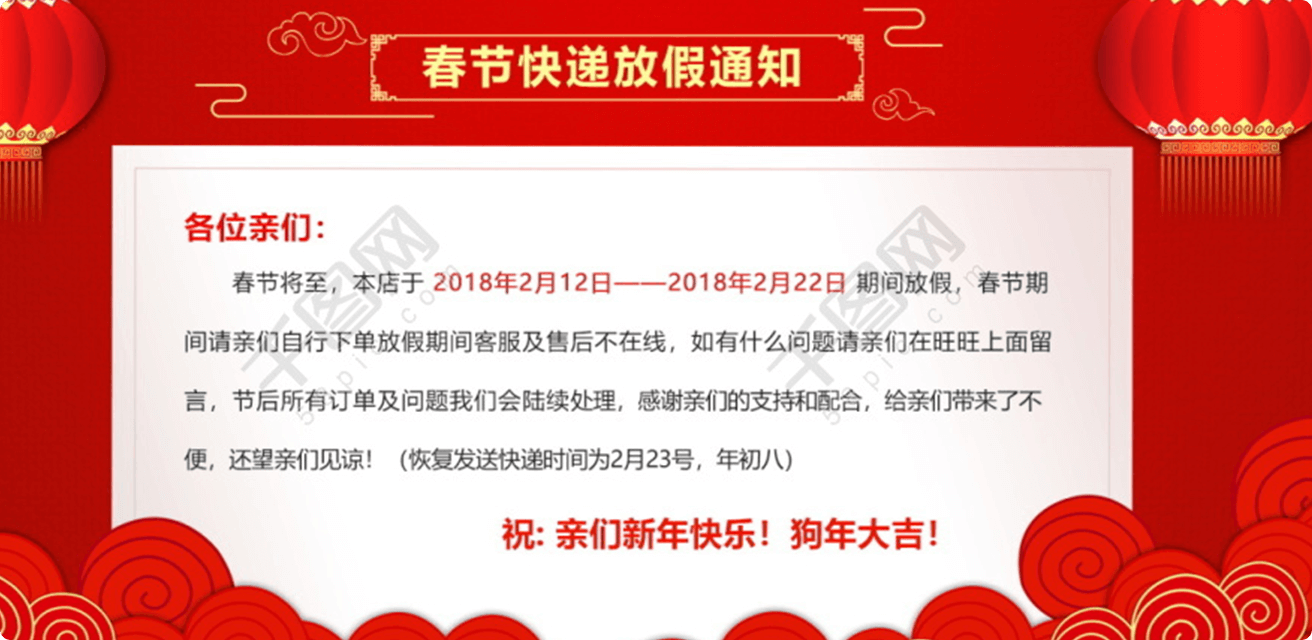 春节快递放假通知
各位亲们：
春节将至，本店于 2018年2月12日——2018年2月22日 期间放假，春节期
间请亲们自行下单放假期间客服及售后不在线，如有什么问题请亲们在旺旺上面留
言，节后所有订单及问题我们会陆续处理，感谢亲们的支持和配合，给亲们带来了不
便，还望亲们见谅！（恢复发送快递时间为2月23号，年初八）
祝: 亲们新年快乐！狗年大吉！
千图网
58pic.com
千图网
58pic.com